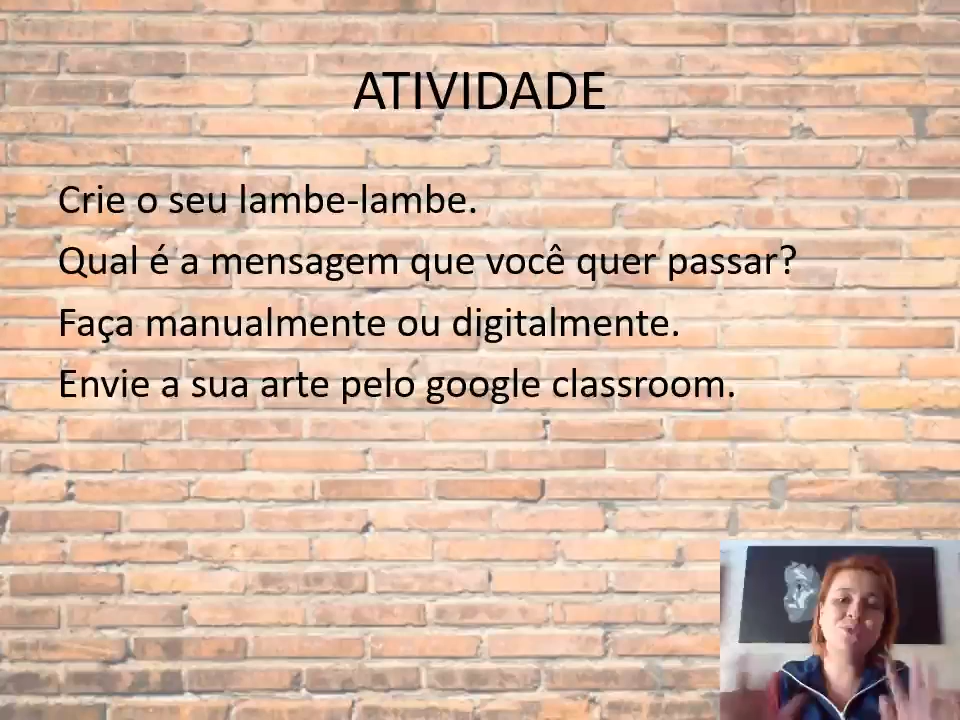 ATIVIDADE
Crie o seu lambe-lambe.
Qual é a mensagem que você quer passar?
Faça manualmente ou digitalmente.
Envie a sua arte pelo google classroom.